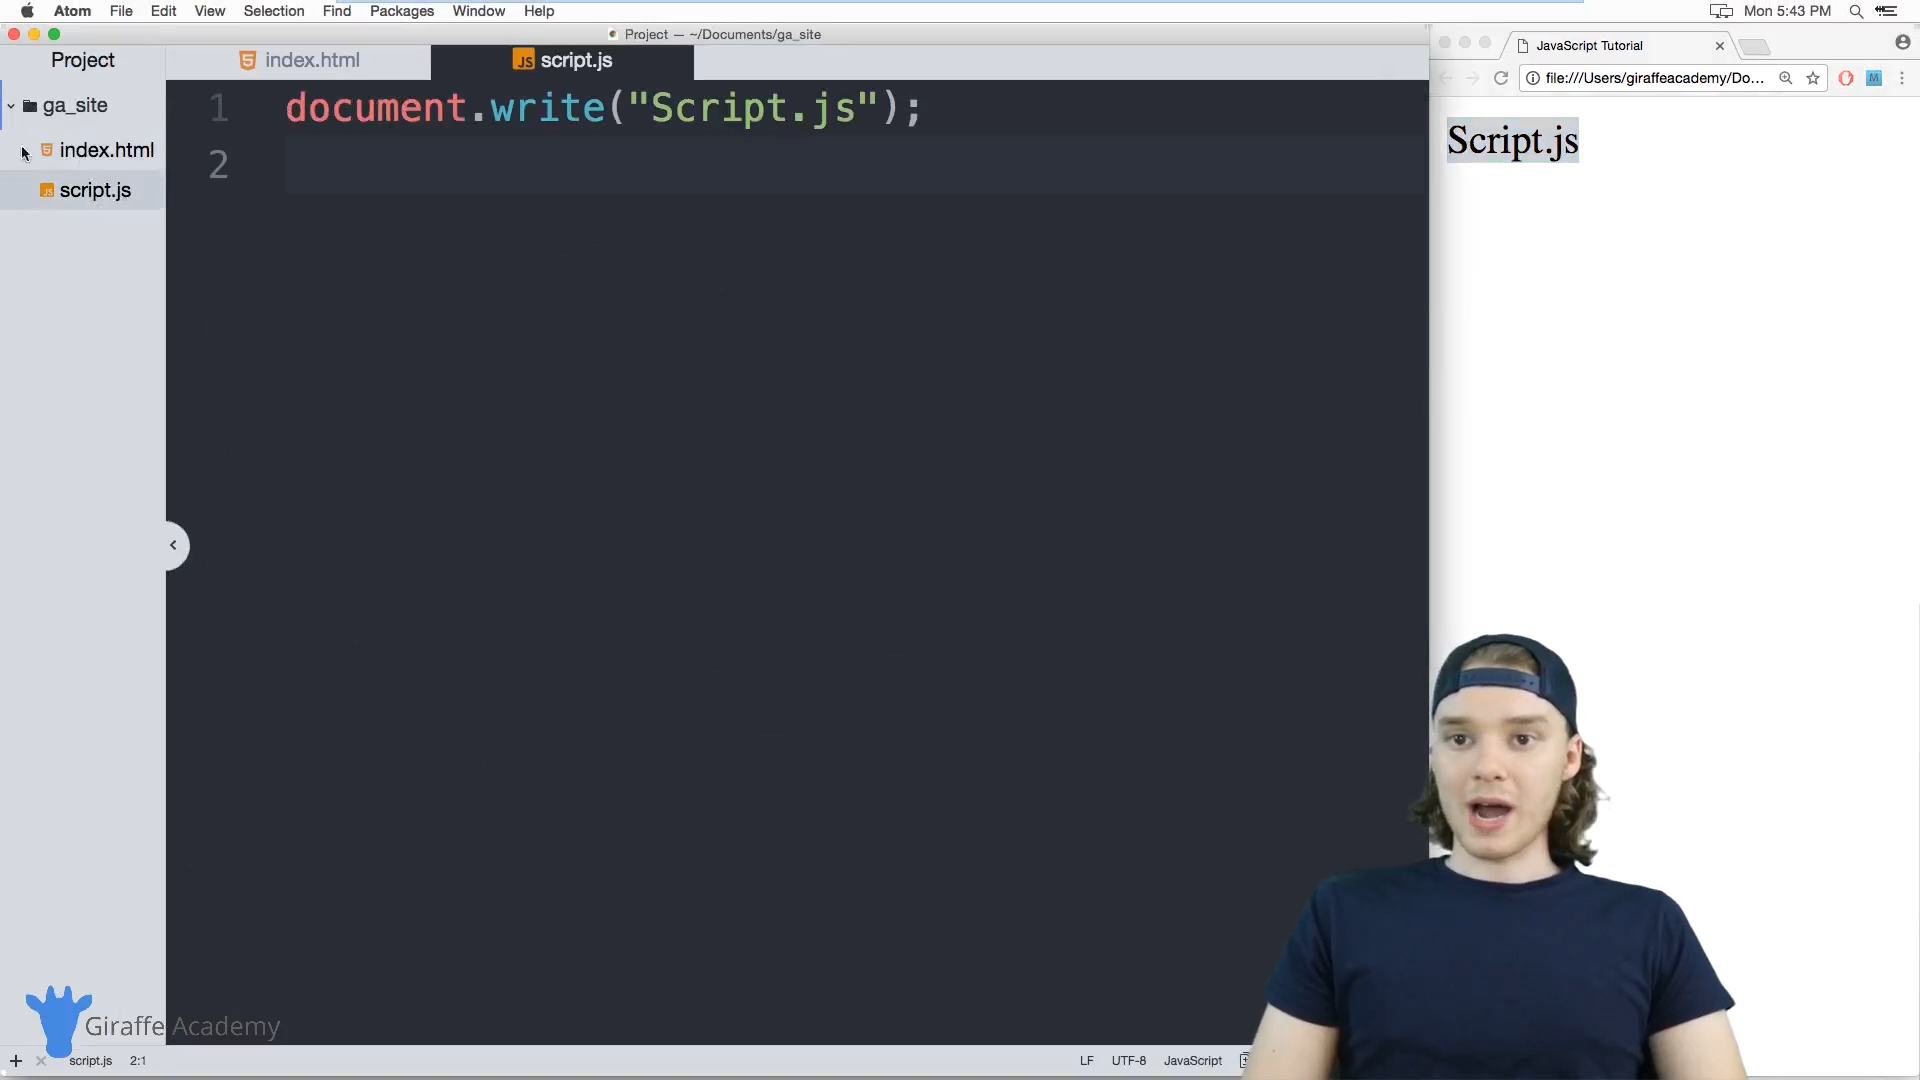 Atom File Edit View Selection Find Packages Window Help
Mon 5:43 PM
Project — ~/Documents/ga_site
Project
index.html
script.js
JavaScript Tutorial
file:///Users/giraffeacademy/Do...
ga_site
index.html
script.js
1 document.write("Script.js");
2
Script.js
Giraffe Academy
script.js 2:1
LF UTF-8 JavaScript